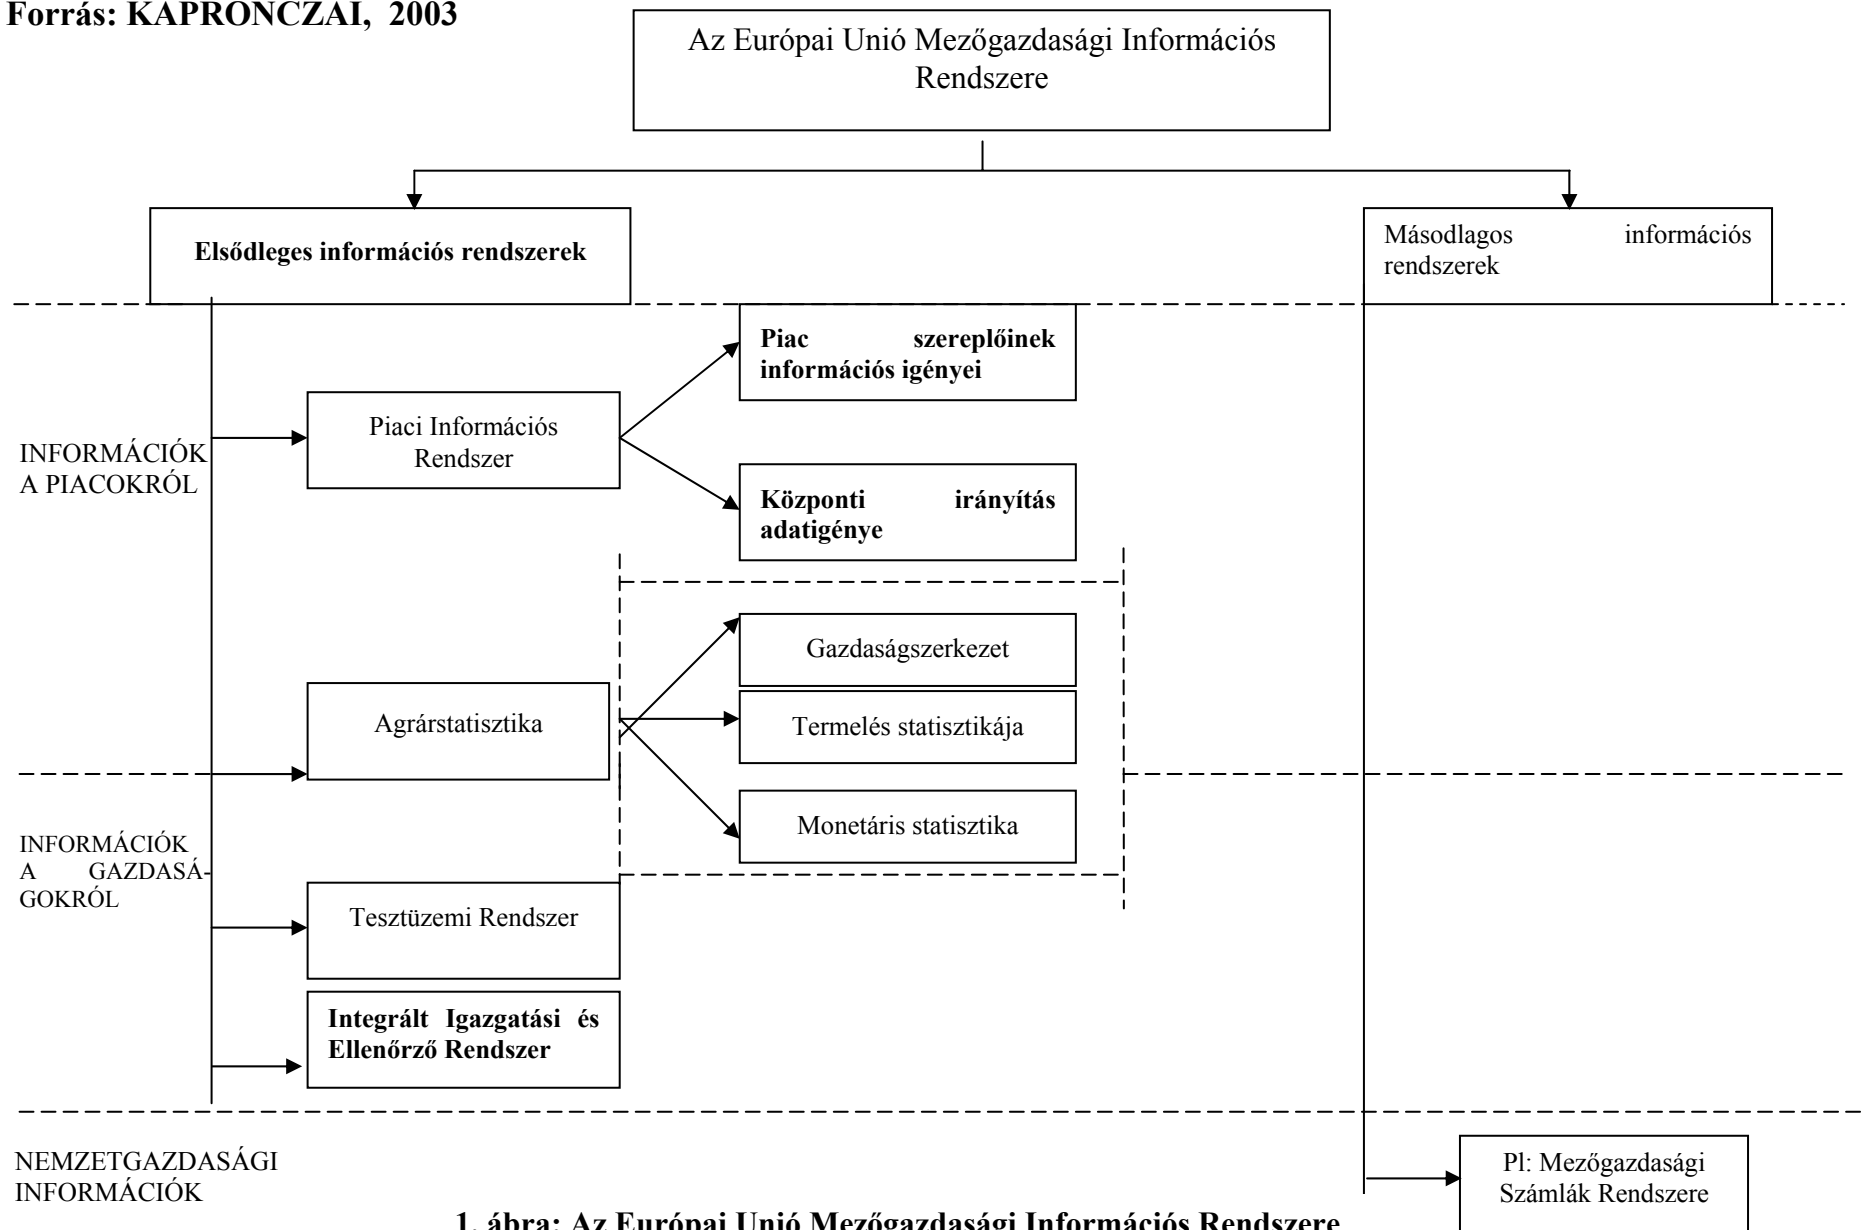 Forrás: KAPRONCZAI, 2003
Az Európai Unió Mezőgazdasági Információs
Rendszere
Elsődleges információs rendszerek
Másodlagos információs
rendszerek
INFORMÁCIÓK
A PIACOKRÓL
Piaci Információs
Rendszer
Piac szereplőinek
információs igényei
Központi irányítás
adatigénye
Agrárstatisztika
Gazdaságszerkezet
Termelés statisztikája
Monetáris statisztika
INFORMÁCIÓK
A GAZDASÁ-
GOKRÓL
Tesztüzemi Rendszer
Integrált Igazgatási és
Ellenőrző Rendszer
NEMZETGAZDASÁGI
INFORMÁCIÓK
Pl: Mezőgazdasági
Számlák Rendszere
1. ábra: Az Európai Unió Mezőgazdasági Információs Rendszere